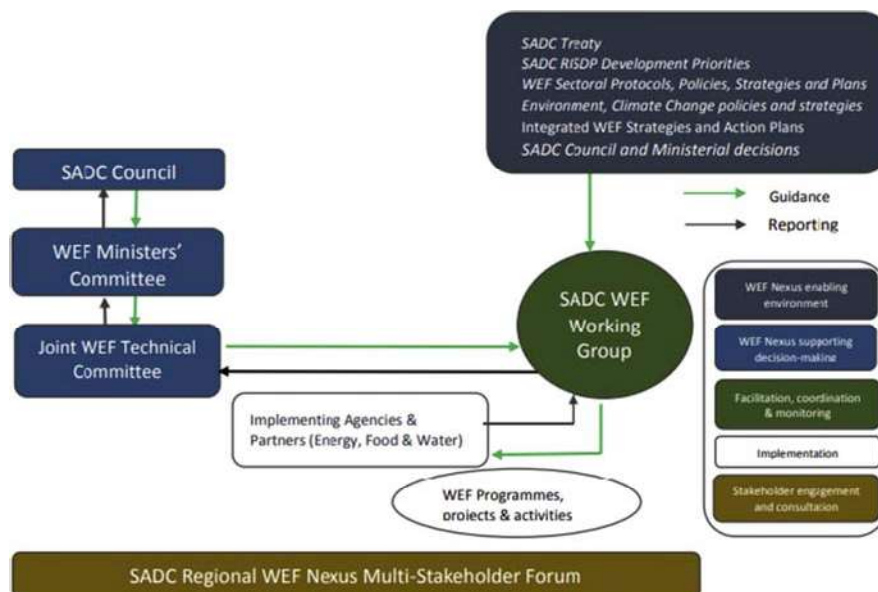 SADC Treaty
SADC RISDP Development Priorities
WEF Sectoral Protocols, Policies, Strategies and Plans
Environment, Climate Change policies and strategies
Integrated WEF Strategies and Action Plans
SADC Council and Ministerial decisions
SADC Council
WEF Ministers'
Committee
Joint WEF Technical
Committee
SADC WEF
Working
Group
Guidance
Reporting
WEF Nexus enabling
environment
WEF Nexus supporting
decision-making
Facilitation, coordination
& monitoring
Implementation
Stakeholder engagement
and consultation
Implementing Agencies &
Partners (Energy, Food & Water)
WEF Programmes,
projects & activities
SADC Regional WEF Nexus Multi-Stakeholder Forum